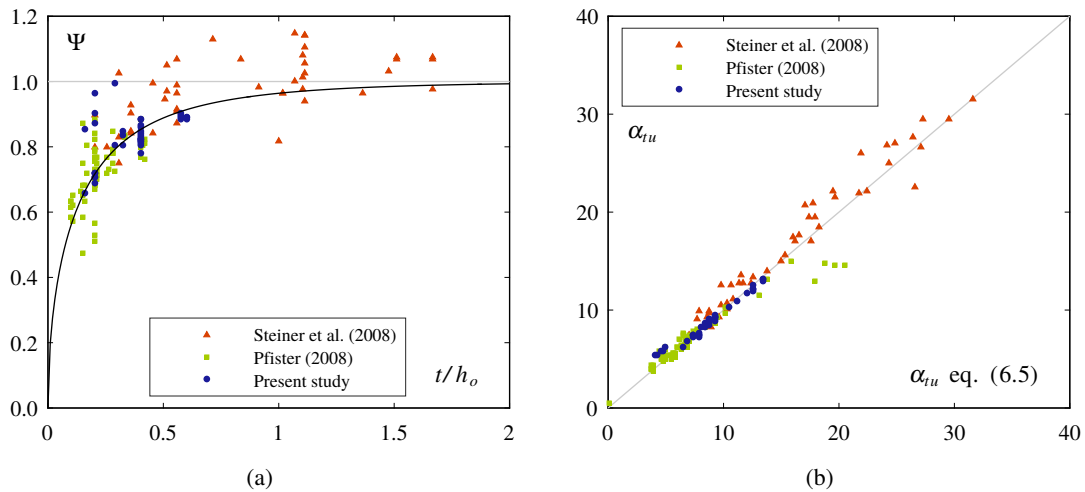 Ψ
1.2
1.0
0.8
0.6
0.4
0.2
0.0
Steiner et al. (2008)
Pfister (2008)
Present study
t/h_o
0 0.5 1 1.5 2
(a)
40
30
20
10
0
Steiner et al. (2008)
Pfister (2008)
Present study
α_tu
α_tu eq. (6.5)
0 10 20 30 40
(b)